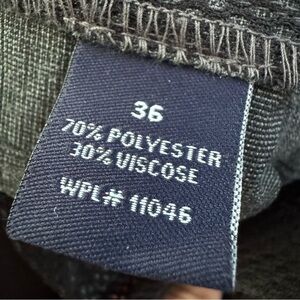 36
70% POLYESTER
30% VISCOSE
WPL# 11046